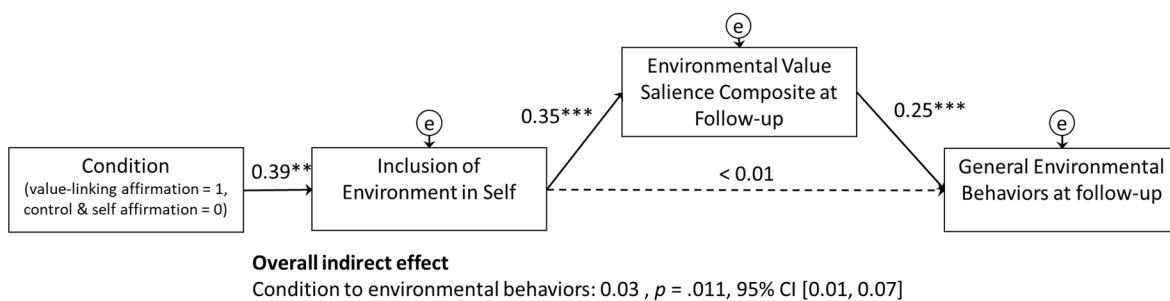 e
Environmental Value
Salience Composite at
Follow-up
e
0.35***
0.25***
e
Condition
(value-linking affirmation = 1,
control & self affirmation = 0)
0.39**
Inclusion of
Environment in Self
< 0.01
General Environmental
Behaviors at follow-up
Overall indirect effect
Condition to environmental behaviors: 0.03 , p = .011, 95% CI [0.01, 0.07]